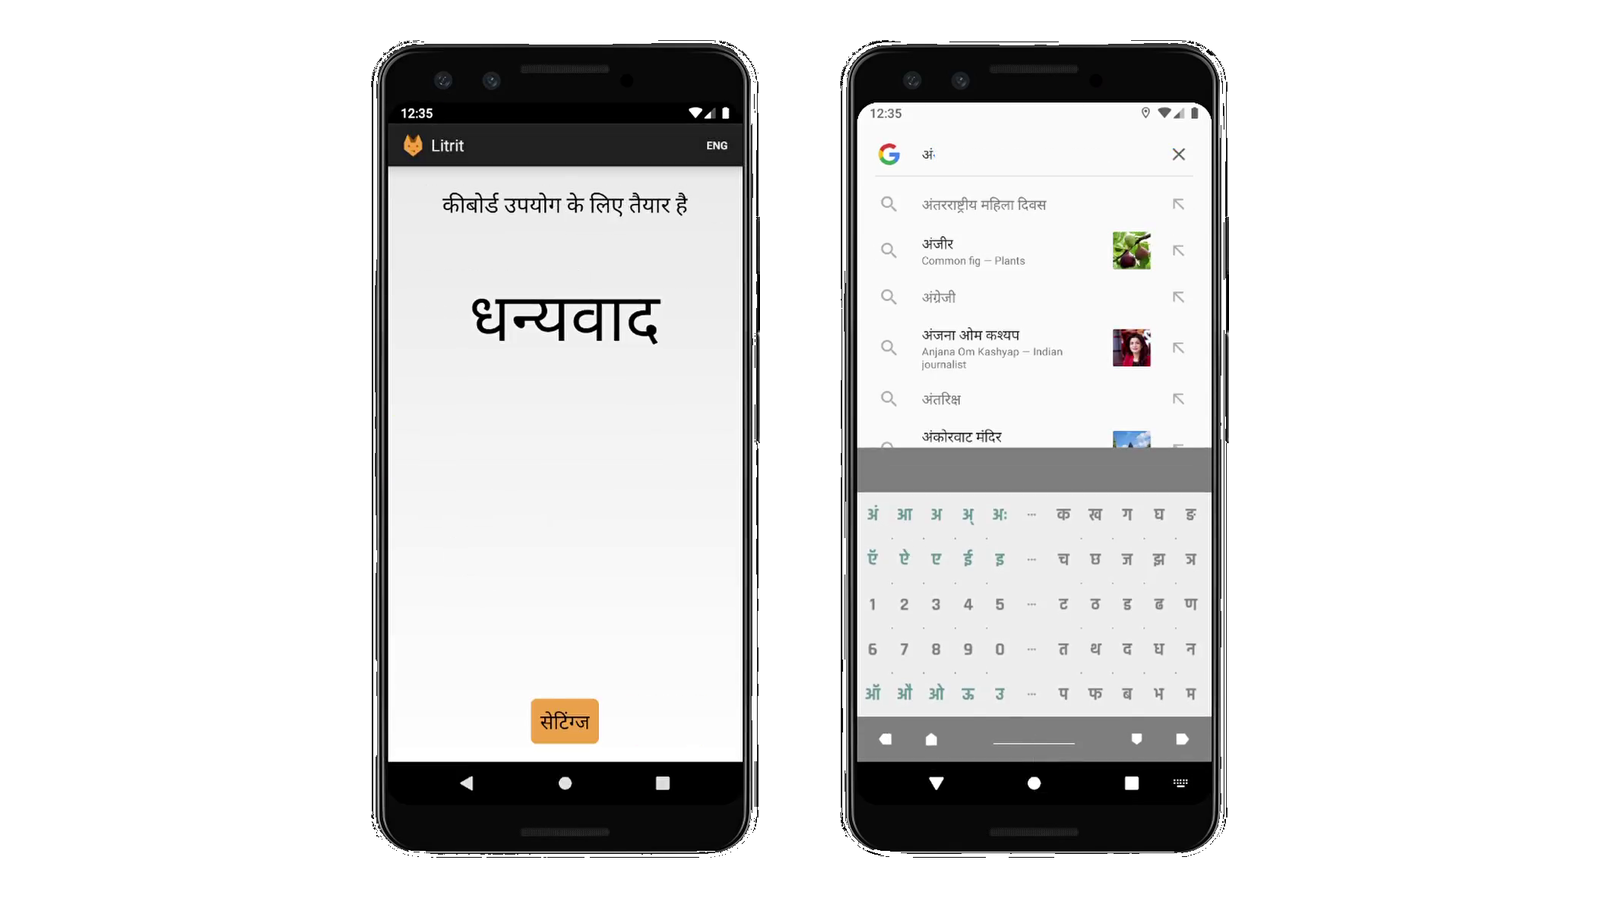 12:35
Litrit
ENG
कीबोर्ड उपयोग के लिए तैयार है
धन्यवाद
सेटिंग्ज
12:35
अं
अंतरराष्ट्रीय महिला दिवस
अंजीर
Common fig — Plants
अंग्रेजी
अंजना ओम कश्यप
Anjana Om Kashyap — Indian
journalist
अंतरिक्ष
अंकोरवाट मंदिर
अं आ अ अ् अः ... क ख ग घ ङ
ऍ ऐ ए ई इ ... च छ ज झ ञ
1 2 3 4 5 ... ट ठ ड ढ ण
6 7 8 9 0 ... त थ द ध न
ऑ औ ओ ऊ उ ... प फ ब भ म